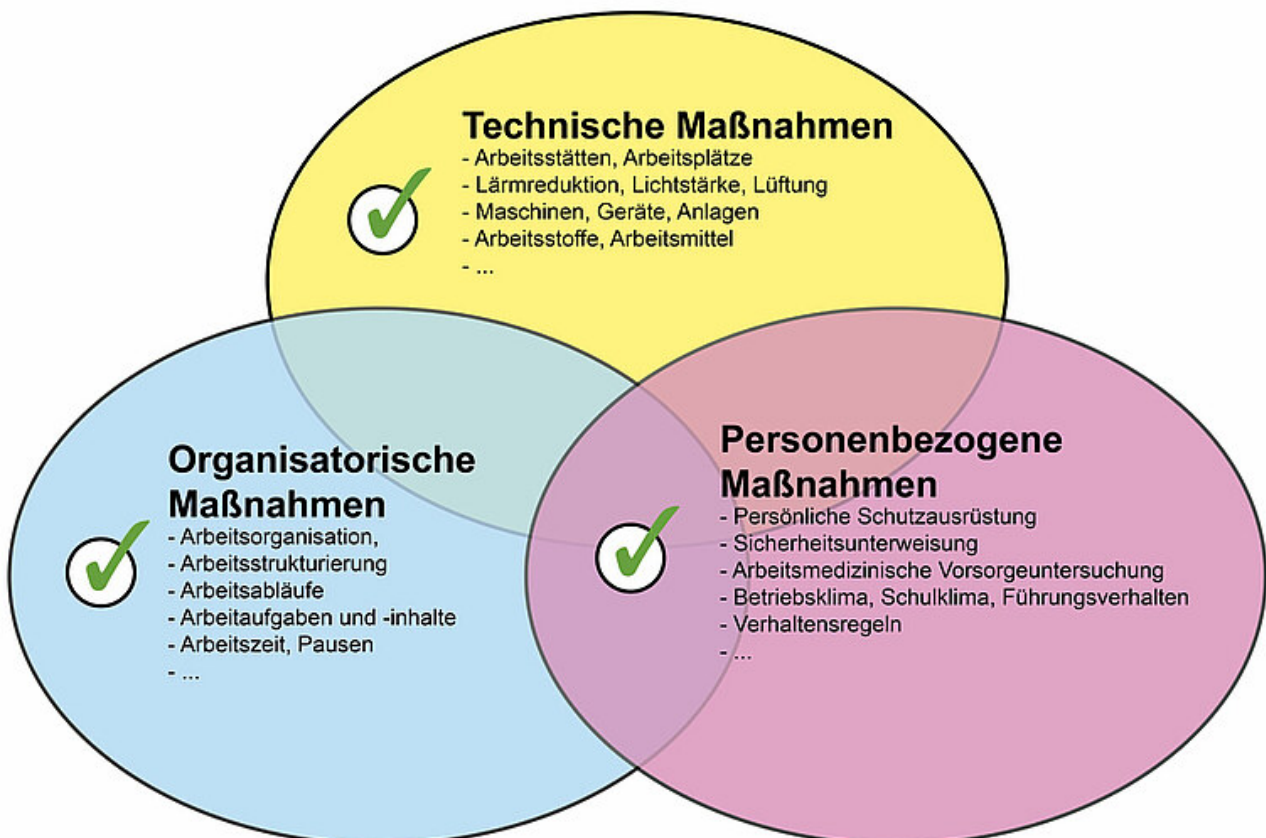 Technische Maßnahmen
- Arbeitsstätten, Arbeitsplätze
- Lärmreduktion, Lichtstärke, Lüftung
- Maschinen, Geräte, Anlagen
- Arbeitsstoffe, Arbeitsmittel
- ...
Organisatorische
Maßnahmen
- Arbeitsorganisation,
- Arbeitsstrukturierung
- Arbeitsabläufe
- Arbeitaufgaben und -inhalte
- Arbeitszeit, Pausen
- ...
Personenbezogene
Maßnahmen
- Persönliche Schutzausrüstung
- Sicherheitsunterweisung
- Arbeitsmedizinische Vorsorgeuntersuchung
- Betriebsklima, Schulklima, Führungsverhalten
- Verhaltensregeln
- ...